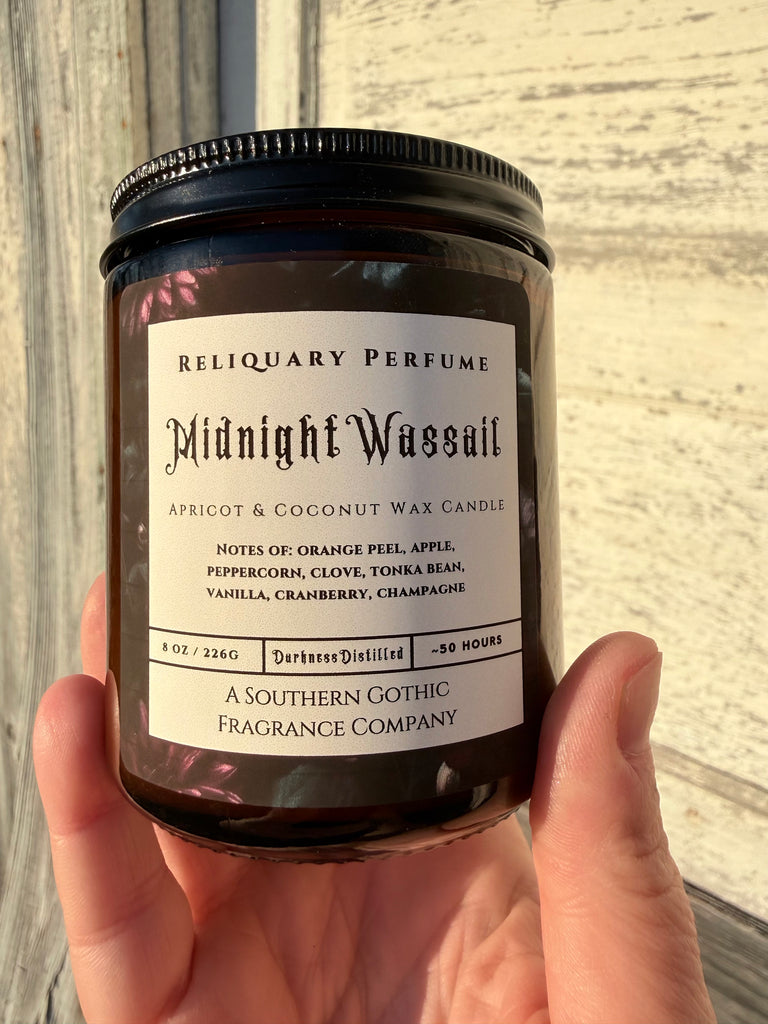 Reliquary Perfume
Midnight Wassail
Apricot & Coconut Wax Candle
Notes of: orange peel, apple,
peppercorn, clove, tonka bean,
vanilla, cranberry, champagne
8 oz / 226g
Darkness Distilled
~50 hours
A Southern Gothic
Fragrance Company